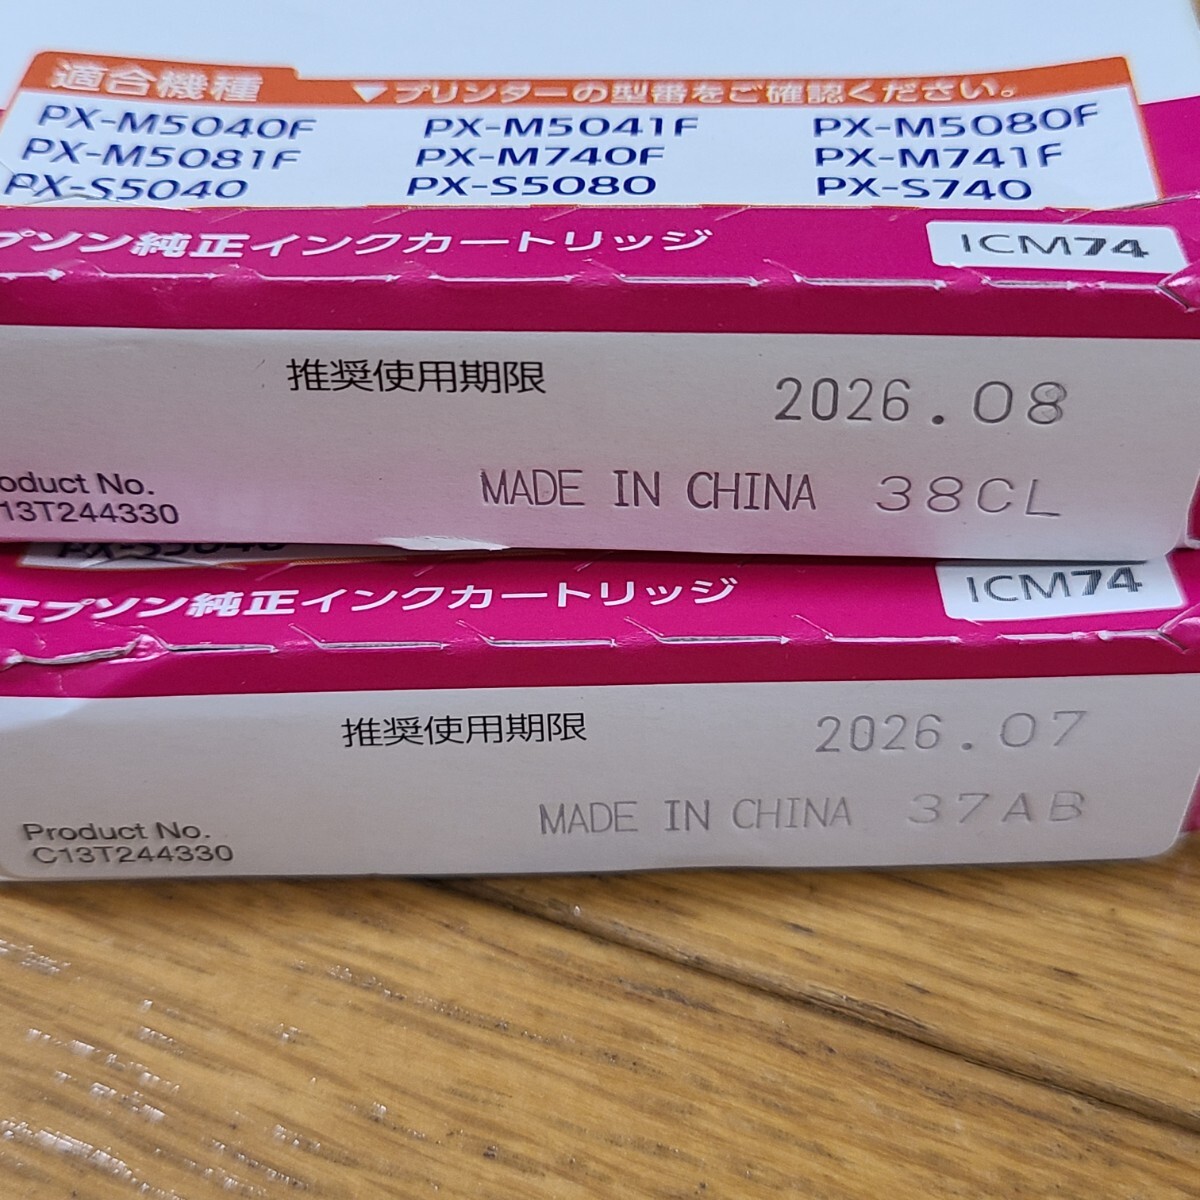 適合機種 ▼プリンターの型番をご確認ください。
PX-M5040F PX-M5041F PX-M5080F
PX-M5081F PX-M740F PX-M741F
PX-S5040 PX-S5080 PX-S740
プソン純正インクカートリッジ ICM74
推奨使用期限 2026.08
oduct No.
13T244330 MADE IN CHINA 38CL
PX-S5040
エプソン純正インクカートリッジ ICM74
推奨使用期限 2026.07
Product No.
C13T244330 MADE IN CHINA 37AB